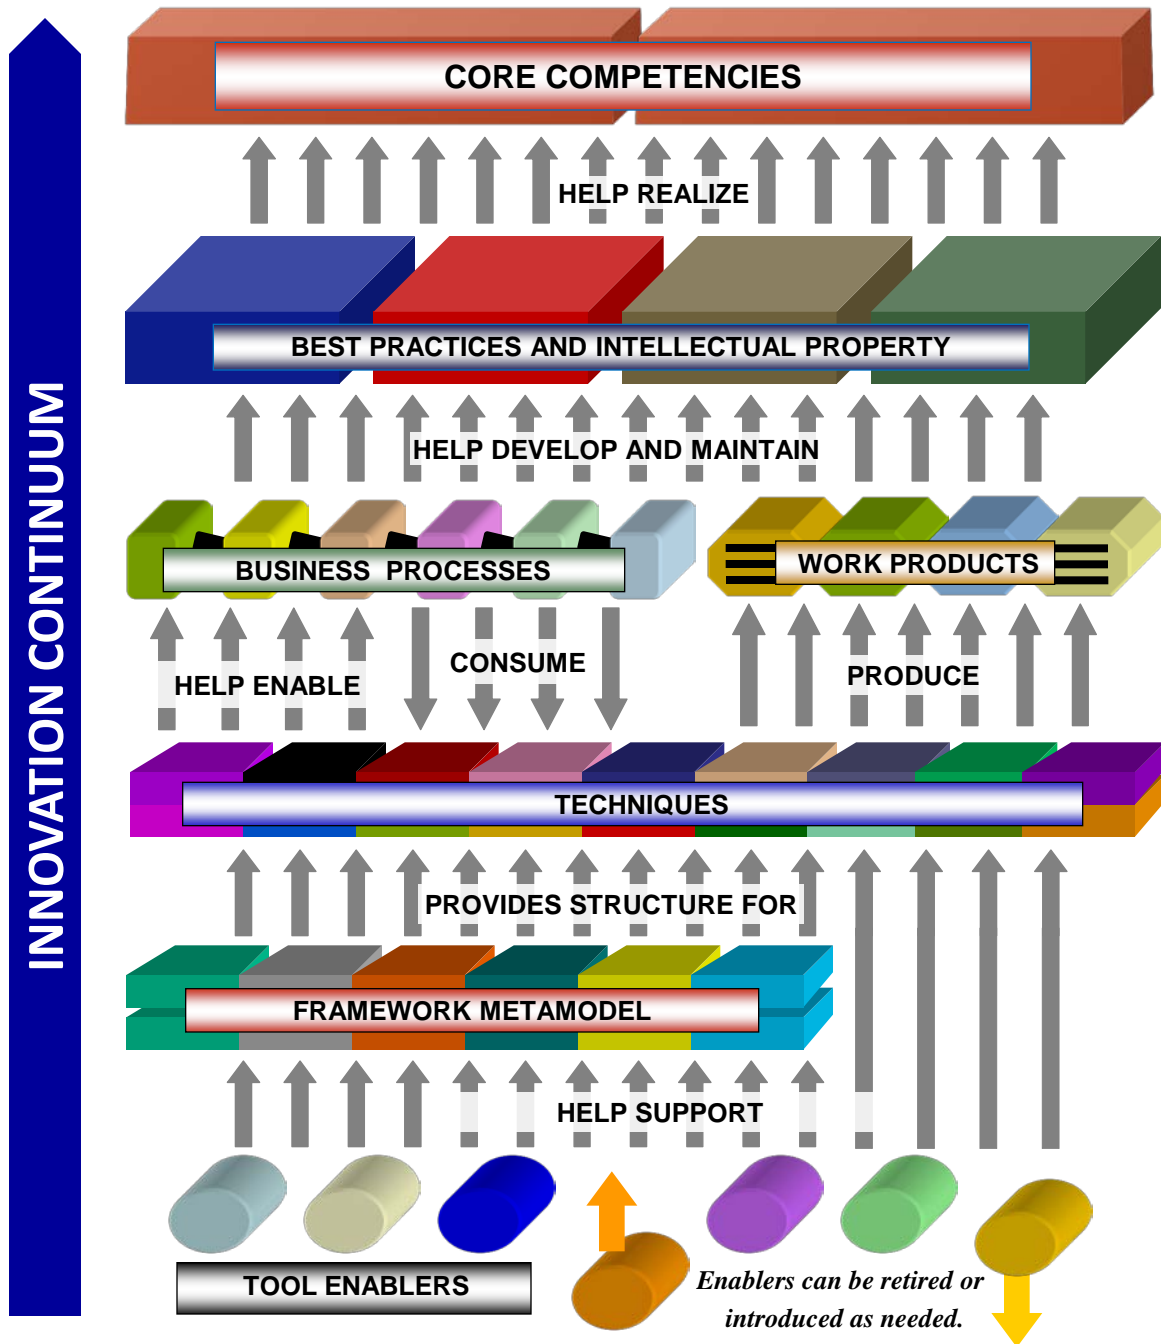 INNOVATION CONTINUUM
CORE COMPETENCIES
HELP REALIZE
BEST PRACTICES AND INTELLECTUAL PROPERTY
HELP DEVELOP AND MAINTAIN
BUSINESS PROCESSES
WORK PRODUCTS
HELP ENABLE
CONSUME
PRODUCE
TECHNIQUES
PROVIDES STRUCTURE FOR
FRAMEWORK METAMODEL
HELP SUPPORT
TOOL ENABLERS
Enablers can be retired or
introduced as needed.